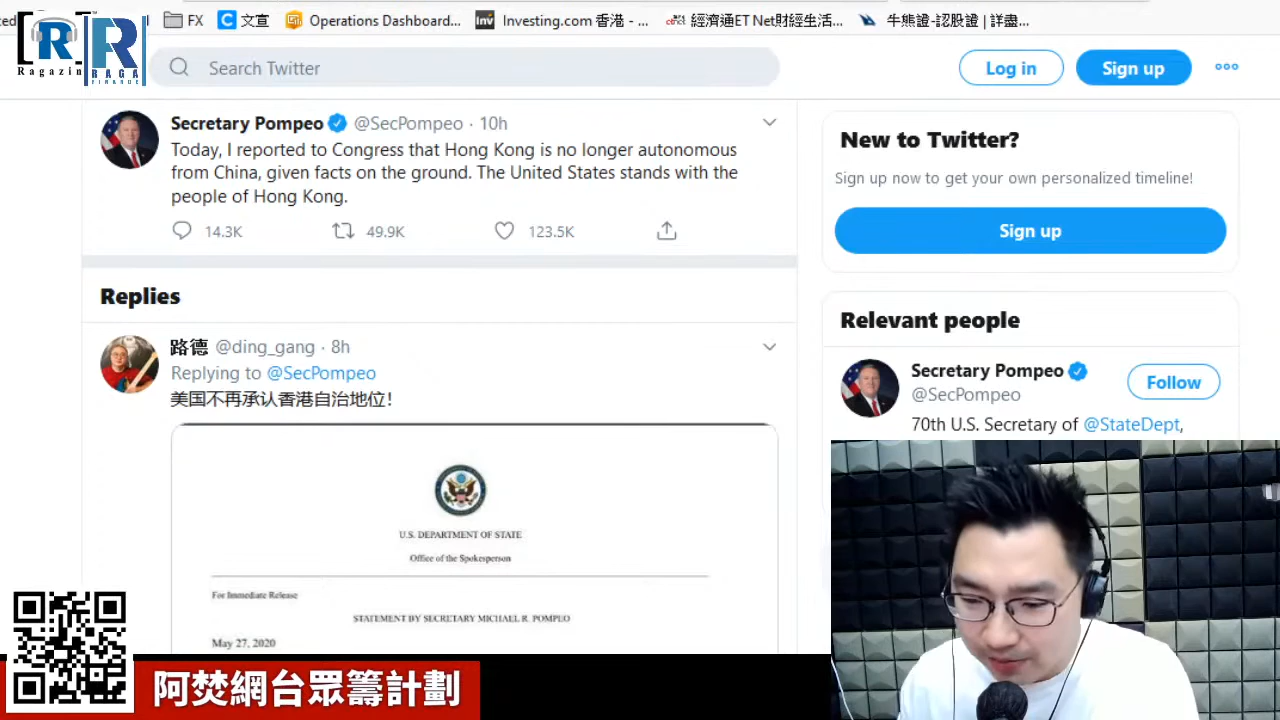 FX
文宣
Operations Dashboard...
Inv
Investing.com 香港 - ...
經濟通ET Net財經生活...
牛熊證-認股證 | 詳盡...
[R]
Ragazin
R
RAGA
FINANCE
Search Twitter
Log in
Sign up
Secretary Pompeo @SecPompeo · 10h
Today, I reported to Congress that Hong Kong is no longer autonomous
from China, given facts on the ground. The United States stands with the
people of Hong Kong.
14.3K
49.9K
123.5K
New to Twitter?
Sign up now to get your own personalized timeline!
Sign up
Replies
路德 @ding_gang · 8h
Replying to @SecPompeo
美国不再承认香港自治地位！
U.S. DEPARTMENT OF STATE
Office of the Spokesperson
For Immediate Release
STATEMENT BY SECRETARY MICHAEL R. POMPEO
May 27, 2020
Relevant people
Secretary Pompeo
@SecPompeo
Follow
70th U.S. Secretary of @StateDept,
阿焚網台眾籌計劃